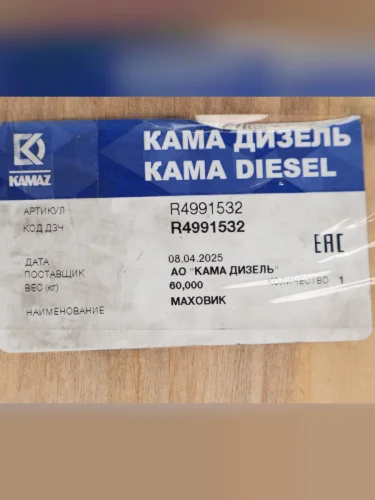 КАМА ДИЗЕЛЬ
KAMA DIESEL
KAMAZ
АРТИКУЛ R4991532
КОД ДЗЧ R4991532
EAC
ДАТА 08.04.2025
ПОСТАВЩИК АО "КАМА ДИЗЕЛЬ"
ВЕС (кг) 60,000 КОЛИЧЕСТВО 1
НАИМЕНОВАНИЕ МАХОВИК